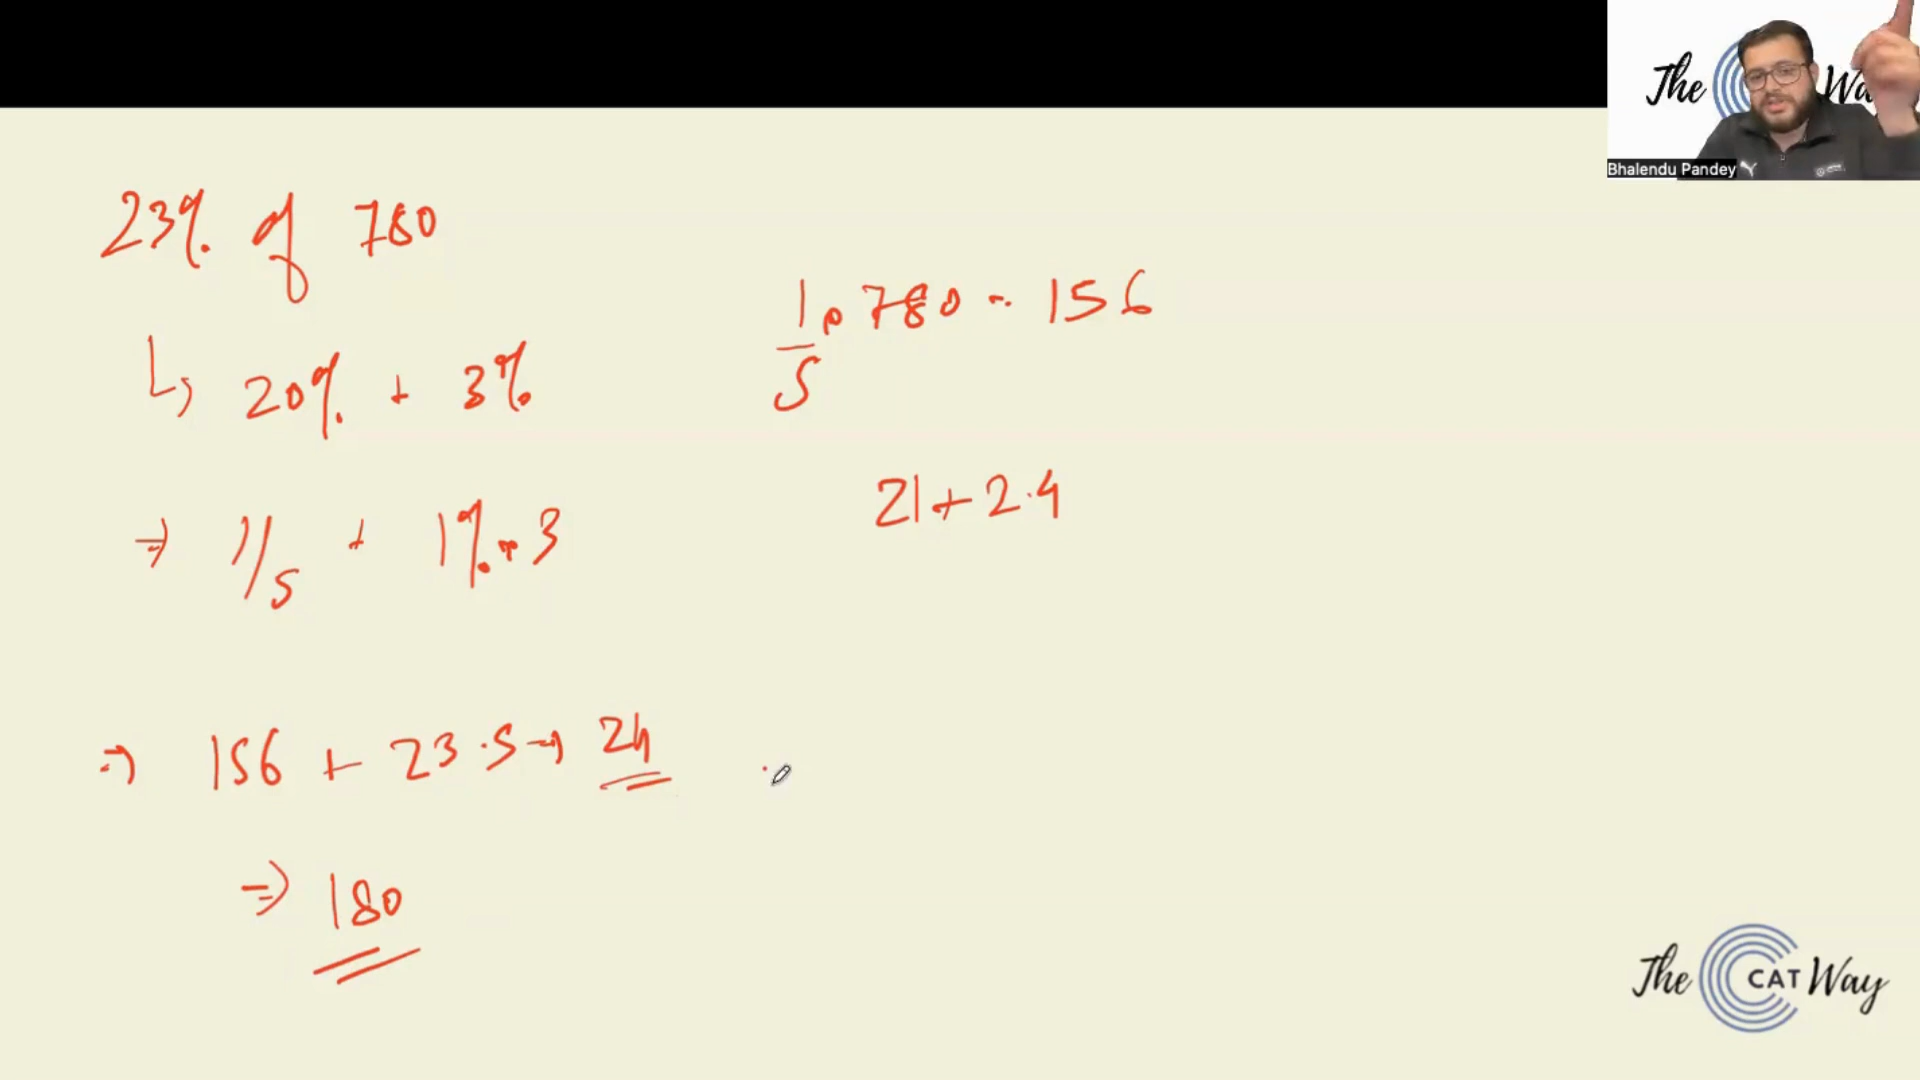 The Wa
Bhalendu Pandey
23% of 780
1/5 * 780 - 156
↳ 20% + 3%
21+2.4
⇒ 1/5 + 1% * 3
⇒ 156 + 23.5 → 24
⇒ 180
The CAT Way